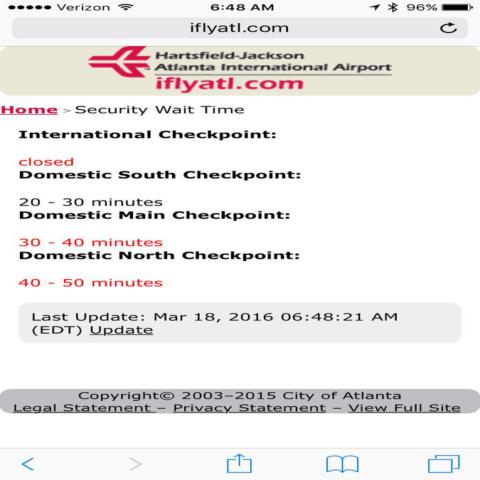 ●●●●● Verizon 6:48 AM 96%
iflyatl.com
Hartsfield-Jackson
Atlanta International Airport
iflyatl.com
Home > Security Wait Time
International Checkpoint:
closed
Domestic South Checkpoint:
20 - 30 minutes
Domestic Main Checkpoint:
30 - 40 minutes
Domestic North Checkpoint:
40 - 50 minutes
Last Update: Mar 18, 2016 06:48:21 AM
(EDT) Update
Copyright© 2003–2015 City of Atlanta
Legal Statement – Privacy Statement – View Full Site